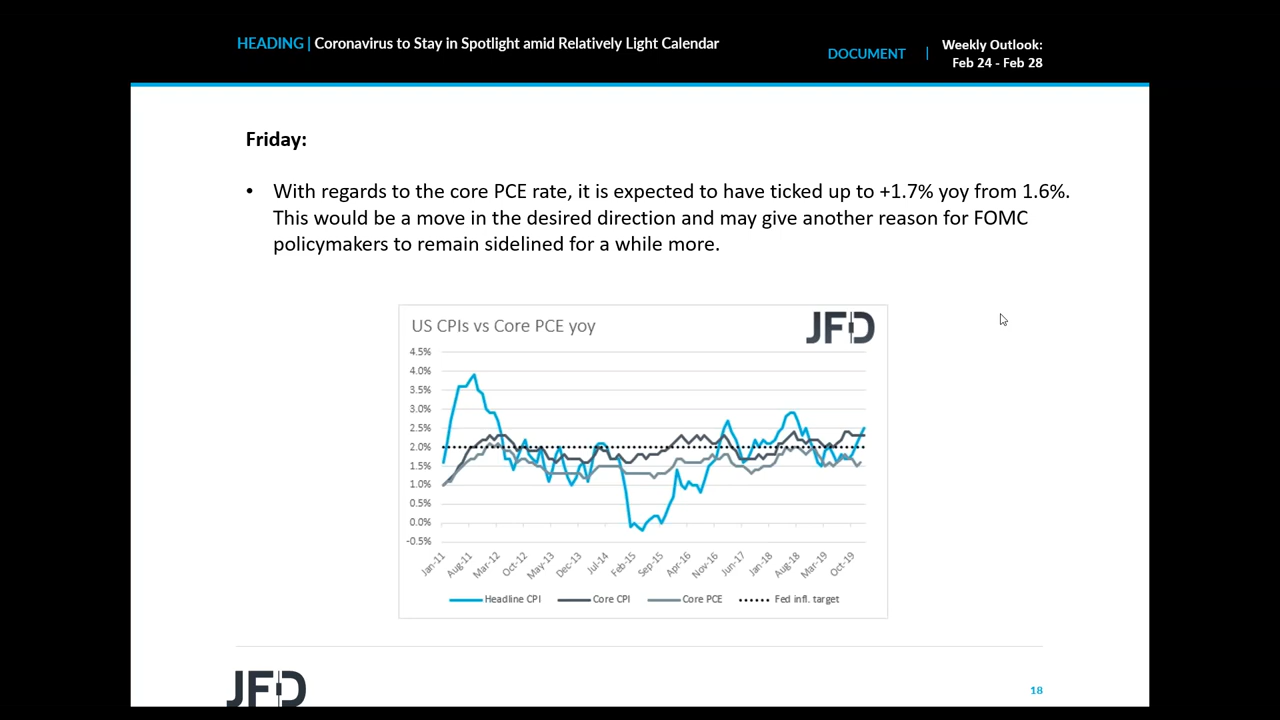 HEADING | Coronavirus to Stay in Spotlight amid Relatively Light Calendar
DOCUMENT | Weekly Outlook:
Feb 24 - Feb 28
Friday:
• With regards to the core PCE rate, it is expected to have ticked up to +1.7% yoy from 1.6%.
This would be a move in the desired direction and may give another reason for FOMC
policymakers to remain sidelined for a while more.
US CPIs vs Core PCE yoy
JFD
4.5%
4.0%
3.5%
3.0%
2.5%
2.0%
1.5%
1.0%
0.5%
0.0%
-0.5%
Jan-11 Aug-11 Mar-12 Oct-12 May-13 Dec-13 Jul-14 Feb-15 Sep-15 Apr-16 Nov-16 Jun-17 Jan-18 Aug-18 Mar-19 Oct-19
Headline CPI Core CPI Core PCE Fed infl. target
JFD
18